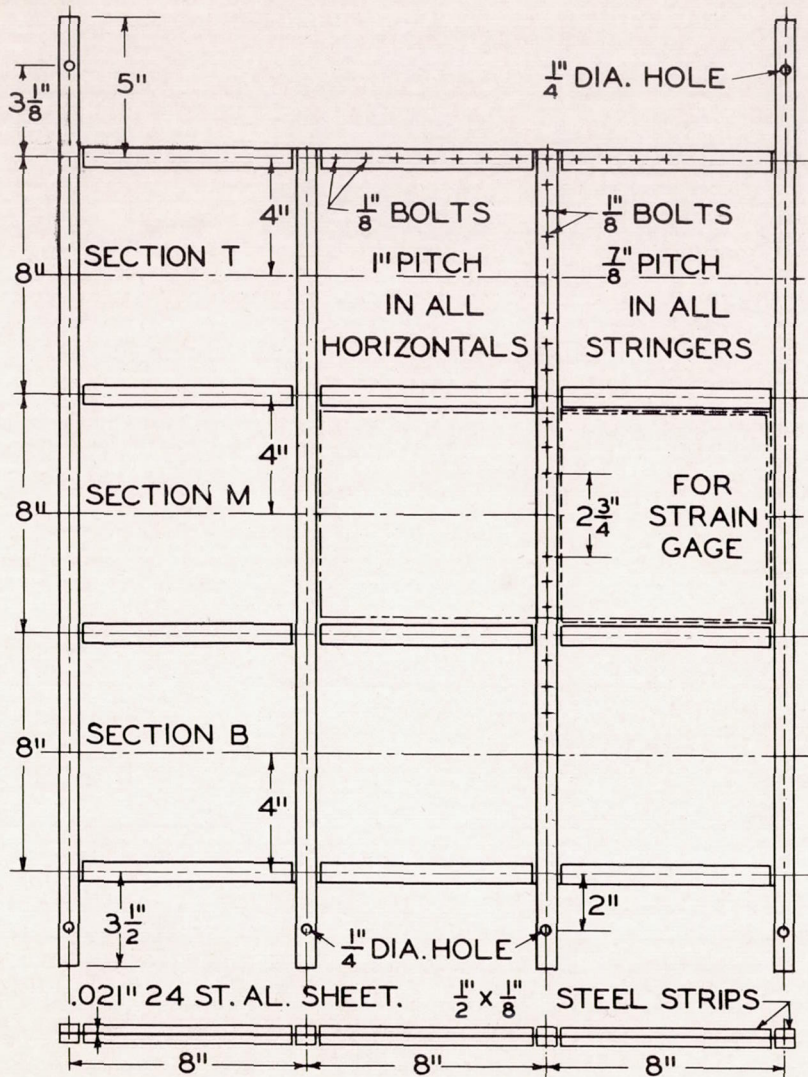 5"
3 1/8"
1/4" DIA. HOLE
4"
1/8" BOLTS
1/8" BOLTS
8"
SECTION T
1" PITCH
IN ALL
HORIZONTALS
7/8" PITCH
IN ALL
STRINGERS
4"
8"
SECTION M
2 3/4"
FOR
STRAIN
GAGE
8"
SECTION B
4"
3 1/2"
1/4" DIA. HOLE
2"
.021" 24 ST. AL. SHEET.
1/2" x 1/8" STEEL STRIPS
8"
8"
8"